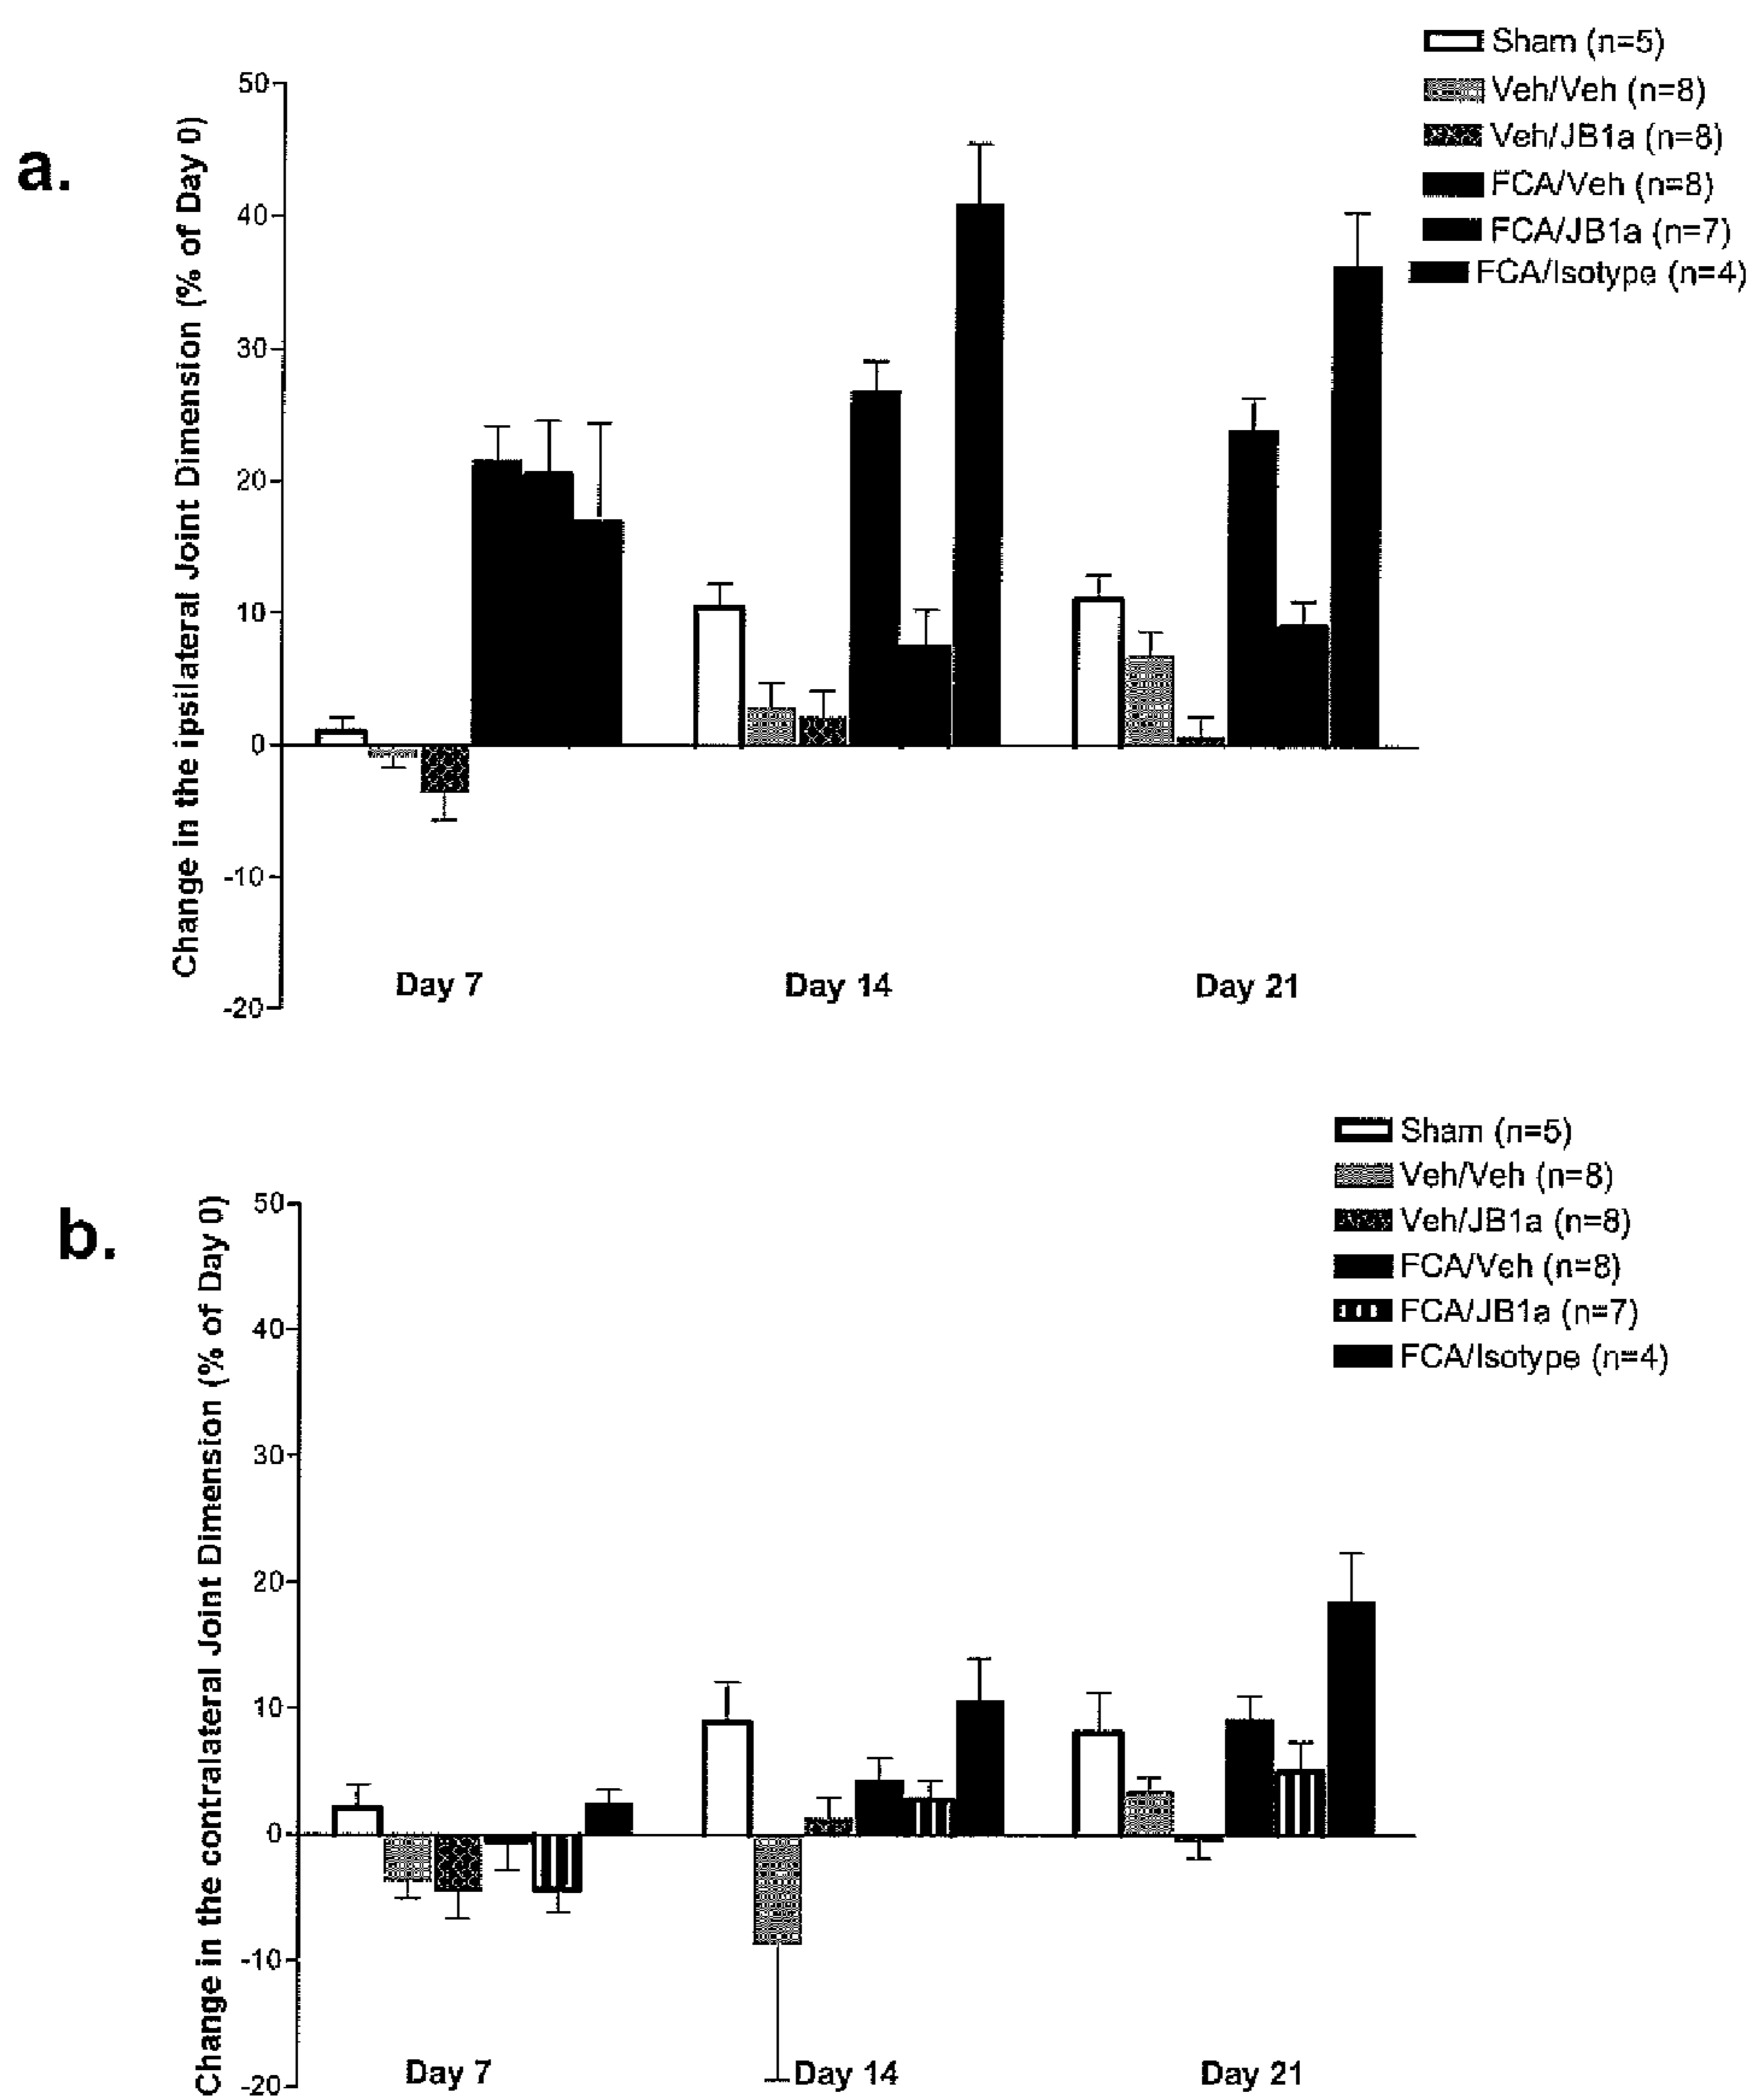 a.
Change in the ipsilateral Joint Dimension (% of Day 0)
50
40
30
20
10
0
-10
-20
Day 7
Day 14
Day 21
Sham (n=5)
Veh/Veh (n=8)
Veh/JB1a (n=8)
FCA/Veh (n=8)
FCA/JB1a (n=7)
FCA/Isotype (n=4)
b.
Change in the contralateral Joint Dimension (% of Day 0)
50
40
30
20
10
0
-10
-20
Day 7
Day 14
Day 21
Sham (n=5)
Veh/Veh (n=8)
Veh/JB1a (n=8)
FCA/Veh (n=8)
FCA/JB1a (n=7)
FCA/Isotype (n=4)